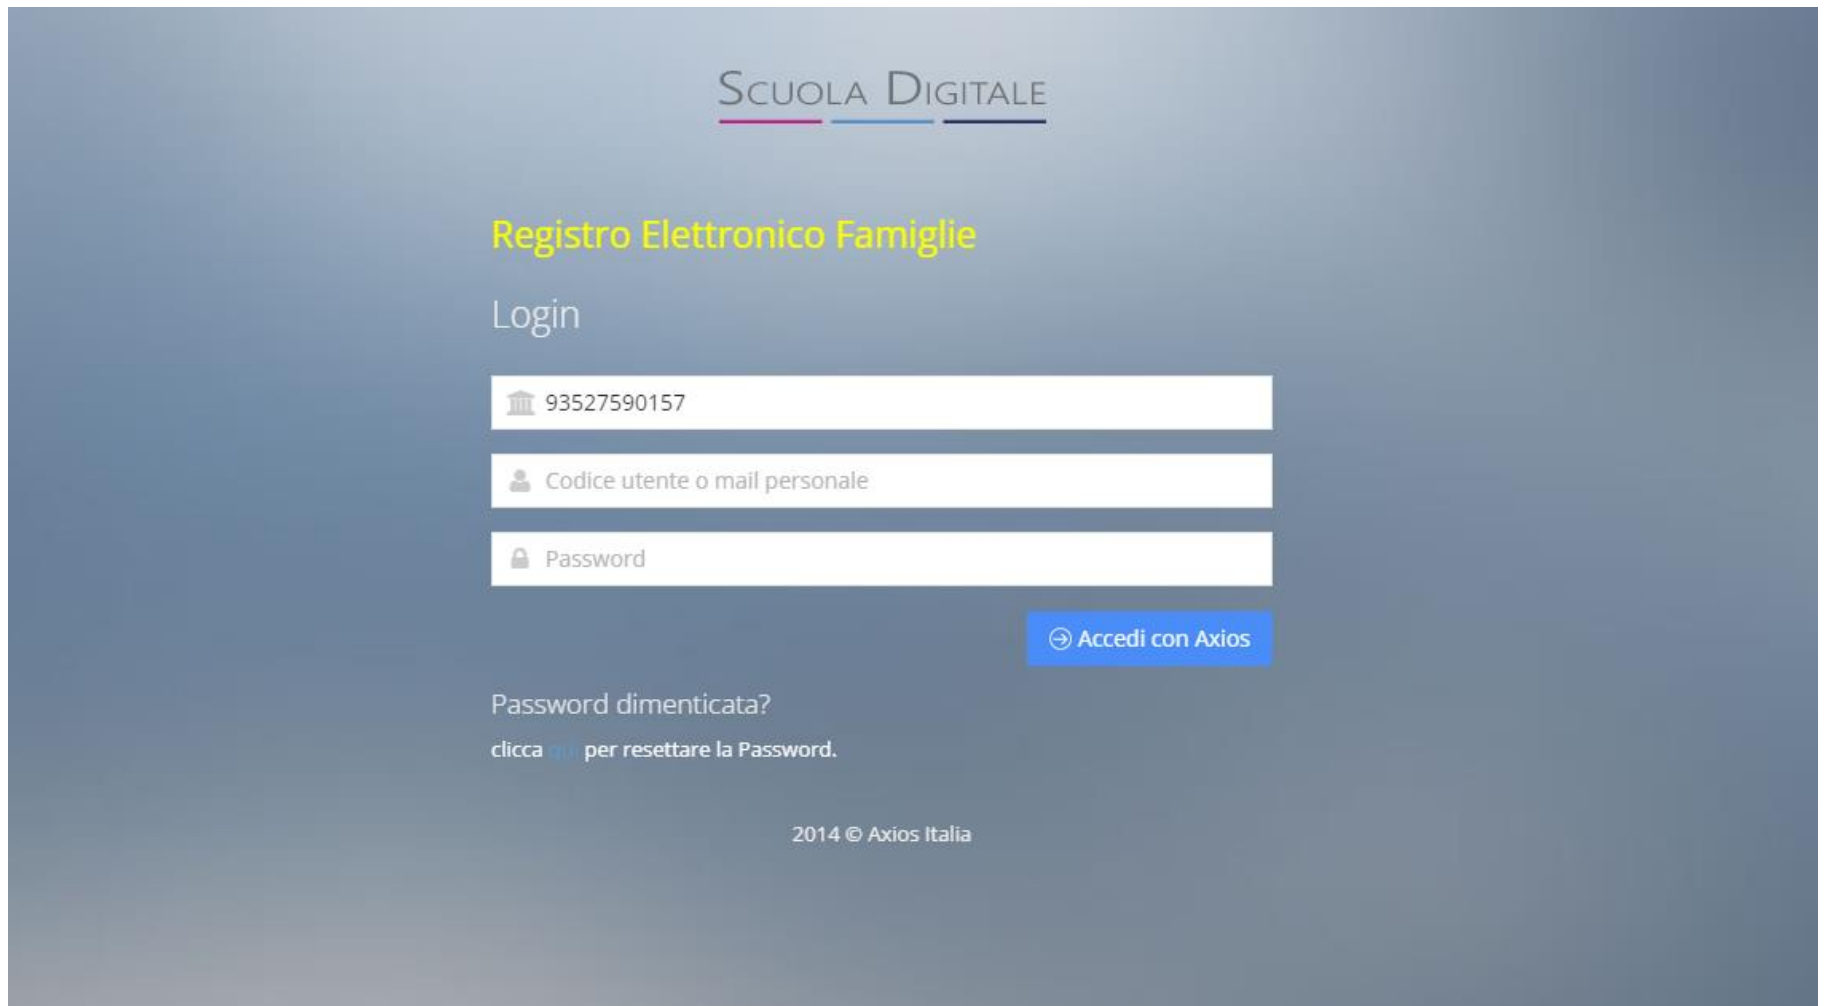 SCUOLA DIGITALE
Registro Elettronico Famiglie
Login
93527590157
Codice utente o mail personale
Password
Accedi con Axios
Password dimenticata?
clicca qui per resettare la Password.
2014 © Axios Italia